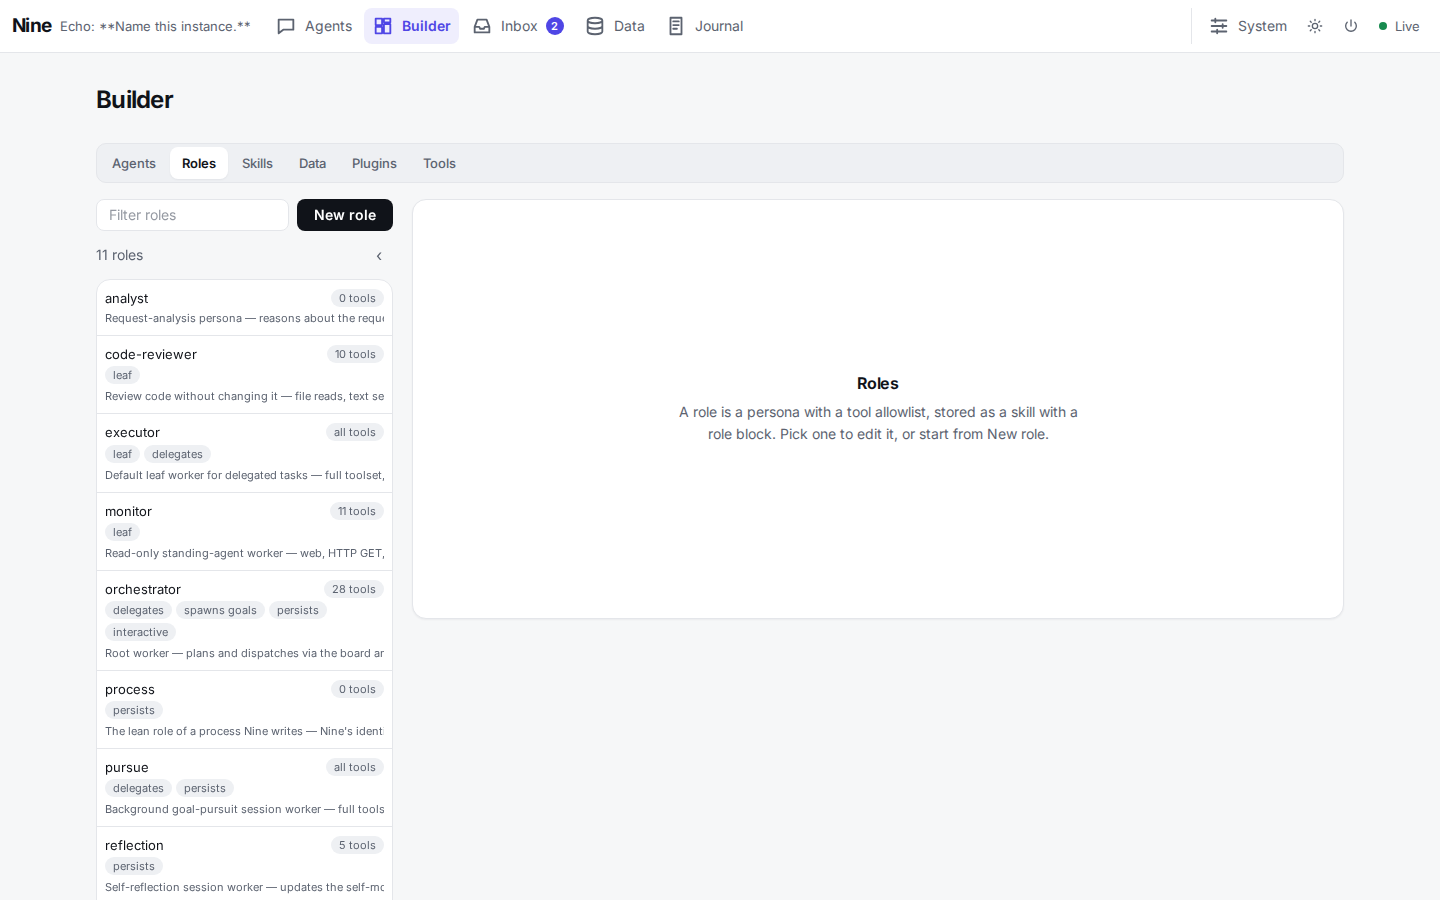 Nine Echo: **Name this instance.** Agents Builder Inbox 2 Data Journal System Live
Builder
Agents Roles Skills Data Plugins Tools
Filter roles New role
11 roles
analyst 0 tools
Request-analysis persona — reasons about the requ
code-reviewer 10 tools
leaf
Review code without changing it — file reads, text se
executor all tools
leaf delegates
Default leaf worker for delegated tasks — full toolset,
monitor 11 tools
leaf
Read-only standing-agent worker — web, HTTP GET,
orchestrator 28 tools
delegates spawns goals persists
interactive
Root worker — plans and dispatches via the board ar
process 0 tools
persists
The lean role of a process Nine writes — Nine's ident
pursue all tools
delegates persists
Background goal-pursuit session worker — full tools
reflection 5 tools
persists
Self-reflection session worker — updates the self-mo
Roles
A role is a persona with a tool allowlist, stored as a skill with a
role block. Pick one to edit it, or start from New role.